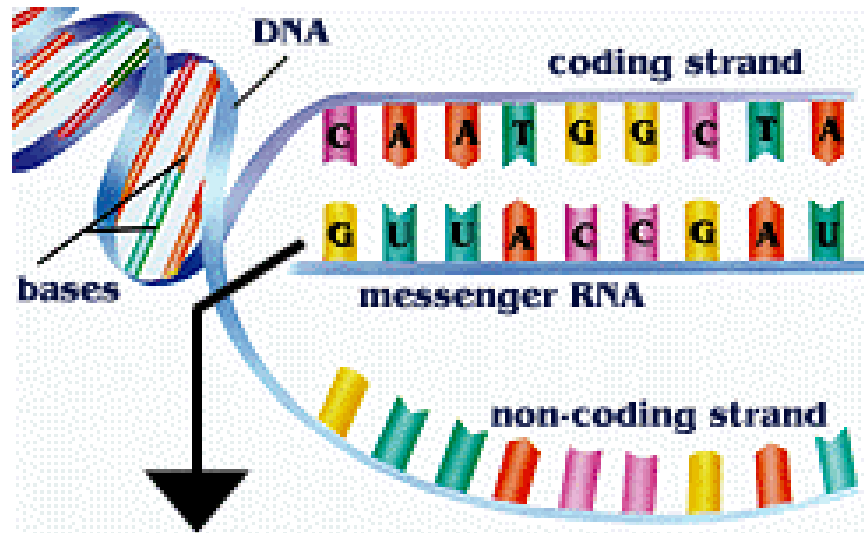 DNA
coding strand
C A A T G G C T A
G U U A C C G A U
bases
messenger RNA
non-coding strand